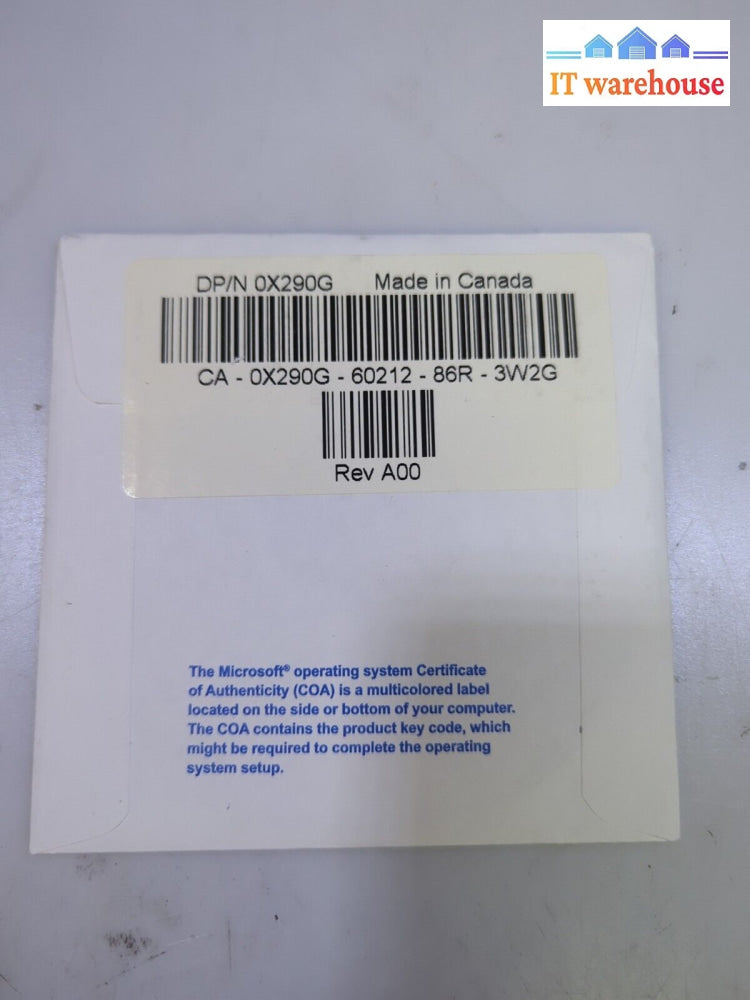 IT warehouse
DP/N 0X290G Made in Canada
CA - 0X290G - 60212 - 86R - 3W2G
Rev A00
The Microsoft® operating system Certificate
of Authenticity (COA) is a multicolored label
located on the side or bottom of your computer.
The COA contains the product key code, which
might be required to complete the operating
system setup.